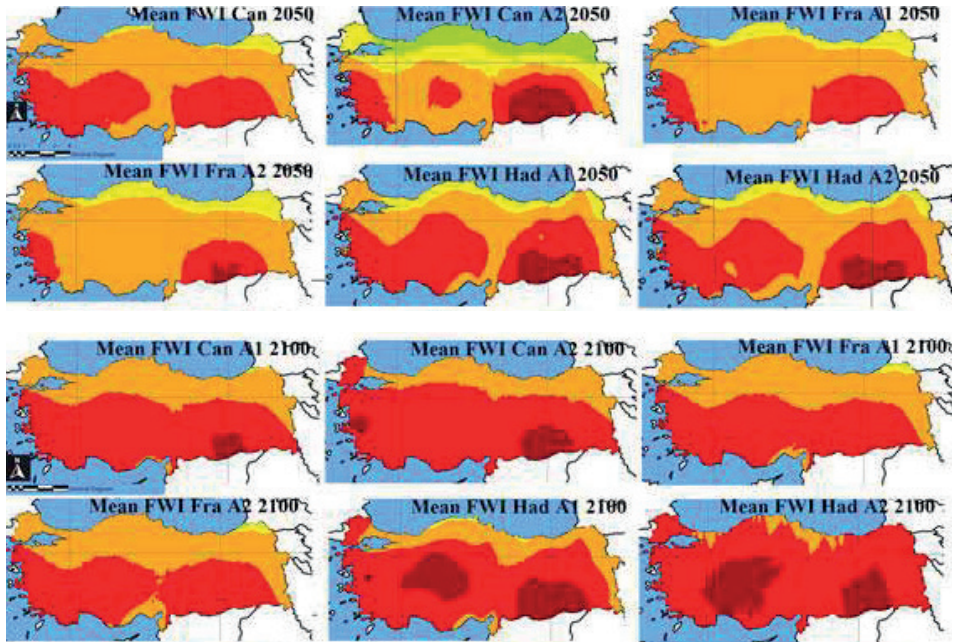 Mean FWI Can 2050
Mean FWI Can A2 2050
Mean FWI Fra A1 2050
Mean FWI Fra A2 2050
Mean FWI Had A1 2050
Mean FWI Had A2 2050
Mean FWI Can A1 2100
Mean FWI Can A2 2100
Mean FWI Fra A1 2100
Mean FWI Fra A2 2100
Mean FWI Had A1 2100
Mean FWI Had A2 2100